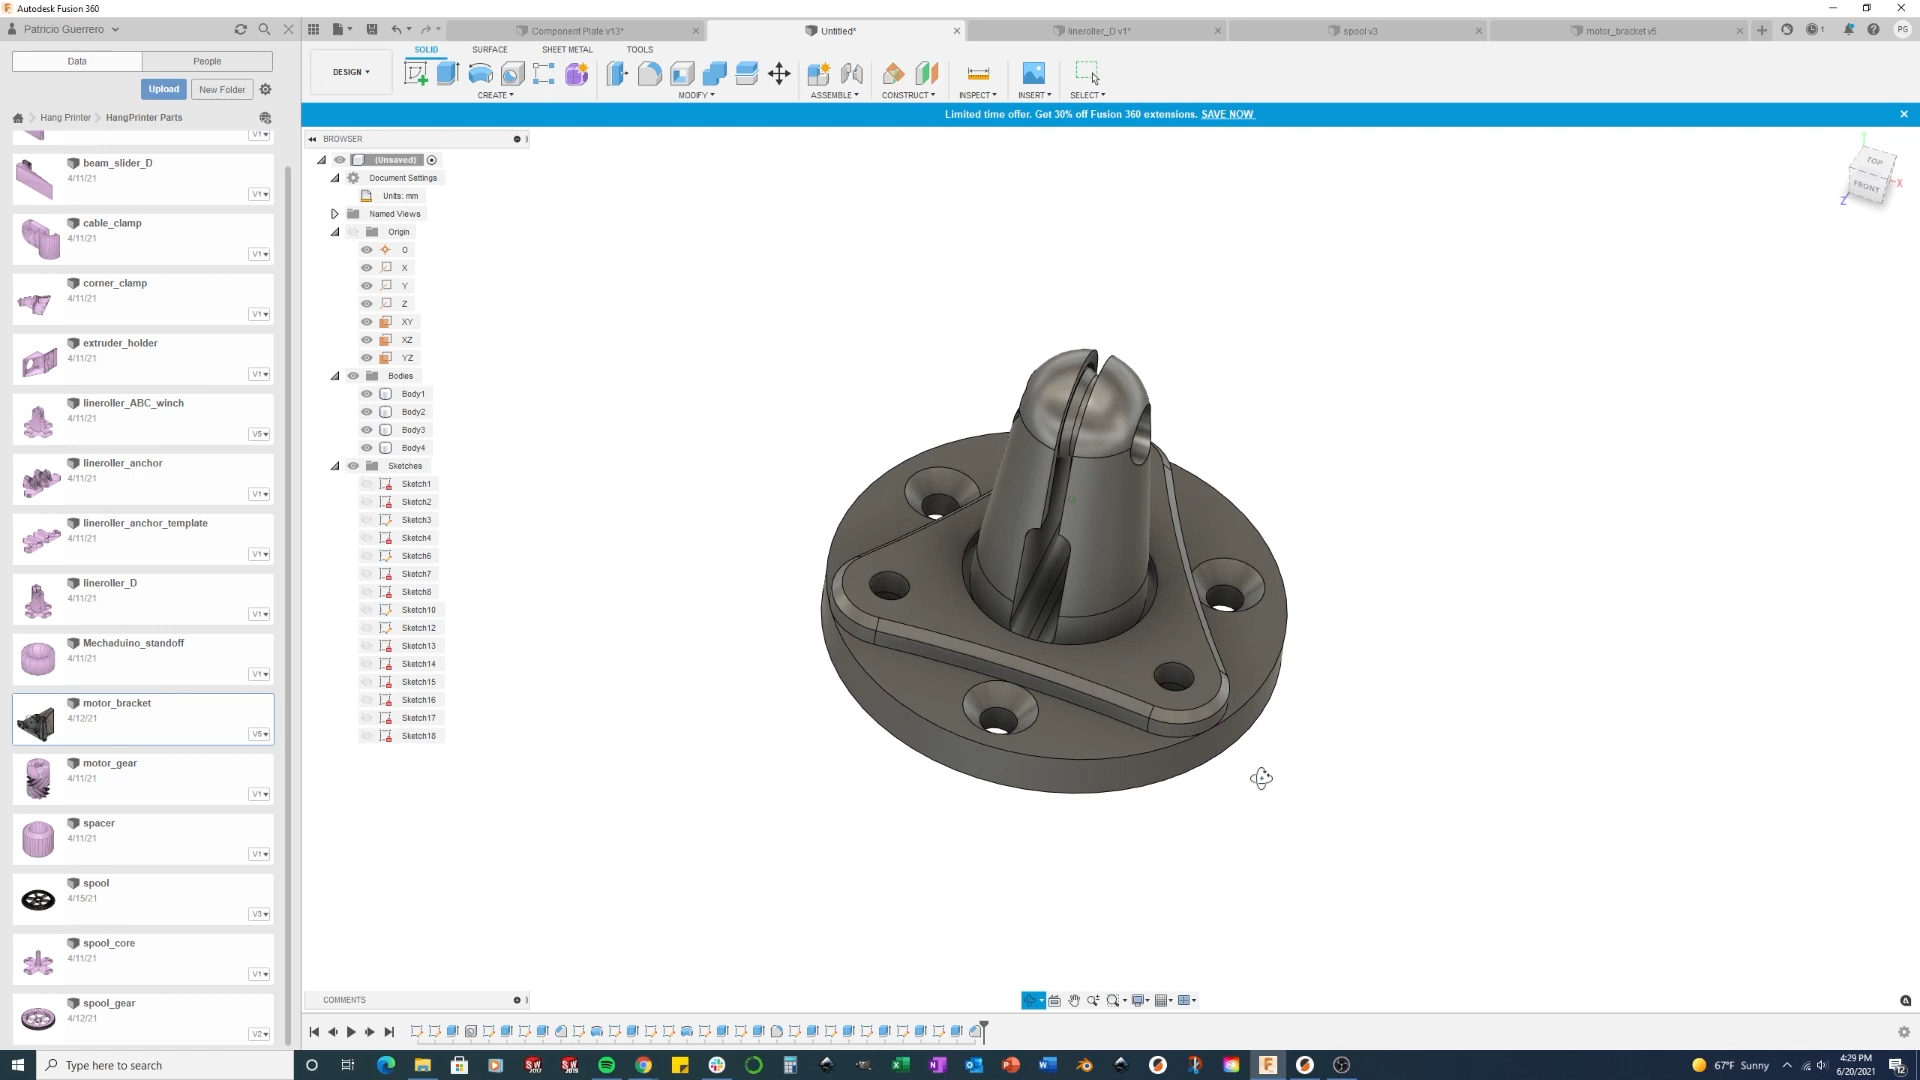 Autodesk Fusion 360
Patricio Guerrero
Component Plate v13*
Untitled*
lineroller_D v1*
spool v3
motor_bracket v5
1
PG
Data
People
Upload
New Folder
Hang Printer
HangPrinter Parts
DESIGN
SOLID
SURFACE
SHEET METAL
TOOLS
CREATE
MODIFY
ASSEMBLE
CONSTRUCT
INSPECT
INSERT
SELECT
Limited time offer. Get 30% off Fusion 360 extensions. SAVE NOW
V1
beam_slider_D
4/11/21
V1
cable_clamp
4/11/21
V1
corner_clamp
4/11/21
V1
extruder_holder
4/11/21
V1
lineroller_ABC_winch
4/11/21
V5
lineroller_anchor
4/11/21
V1
lineroller_anchor_template
4/11/21
V1
lineroller_D
4/11/21
V1
Mechaduino_standoff
4/11/21
V1
motor_bracket
4/12/21
V5
motor_gear
4/11/21
V1
spacer
4/11/21
V1
spool
4/15/21
V3
spool_core
4/11/21
V1
spool_gear
4/12/21
V2
BROWSER
(Unsaved)
Document Settings
Units: mm
Named Views
Origin
O
X
Y
Z
XY
XZ
YZ
Bodies
Body1
Body2
Body3
Body4
Sketches
Sketch1
Sketch2
Sketch3
Sketch4
Sketch6
Sketch7
Sketch8
Sketch10
Sketch12
Sketch13
Sketch14
Sketch15
Sketch16
Sketch17
Sketch18
Y
TOP
FRONT
X
Z
COMMENTS
Type here to search
67°F Sunny
4:29 PM
6/20/2021
12